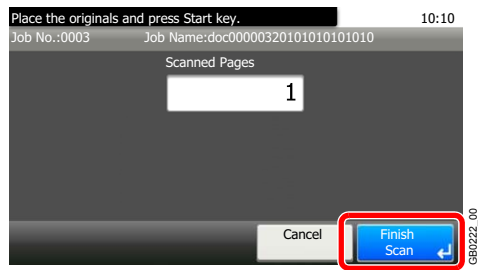 Place the originals and press Start key.
10:10
Job No.:0003
Job Name:doc00000320101010101010
Scanned Pages
1
Cancel
Finish
Scan
GB0222_00